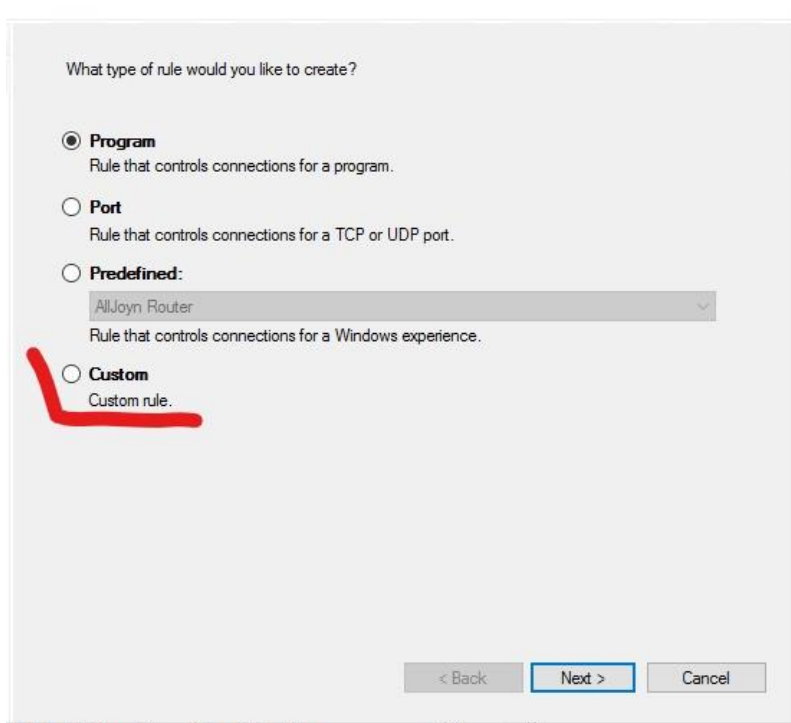 What type of rule would you like to create?
Program
Rule that controls connections for a program.
Port
Rule that controls connections for a TCP or UDP port.
Predefined:
AllJoyn Router
Rule that controls connections for a Windows experience.
Custom
Custom rule.
< Back Next > Cancel